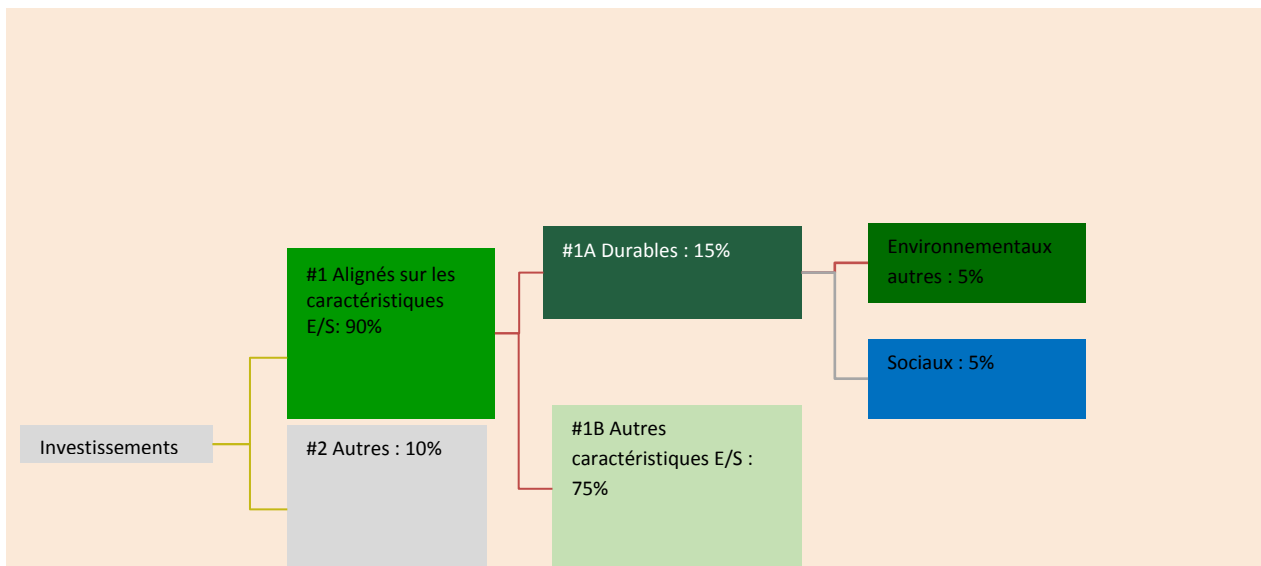 Investissements
#1 Alignés sur les
caractéristiques
E/S: 90%
#2 Autres : 10%
#1A Durables : 15%
#1B Autres
caractéristiques E/S :
75%
Environnementaux
autres : 5%
Sociaux : 5%